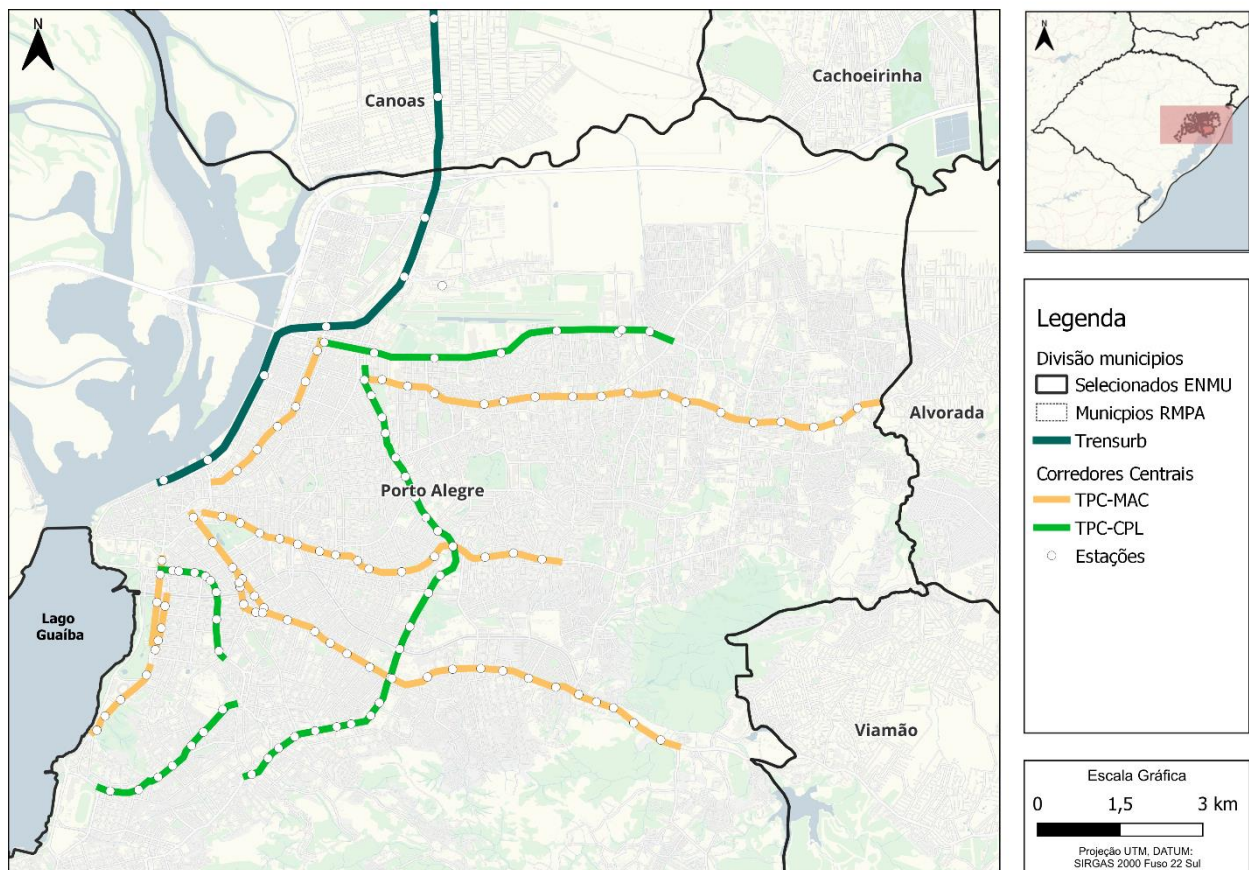 N
Canoas
Cachoeirinha
Alvorada
Porto Alegre
Lago
Guaíba
Viamão
N
Legenda
Divisão municipios
Selecionados ENMU
Municpios RMPA
Trensurb
Corredores Centrais
TPC-MAC
TPC-CPL
Estações
Escala Gráfica
0 1,5 3 km
Projeção UTM, DATUM:
SIRGAS 2000 Fuso 22 Sul